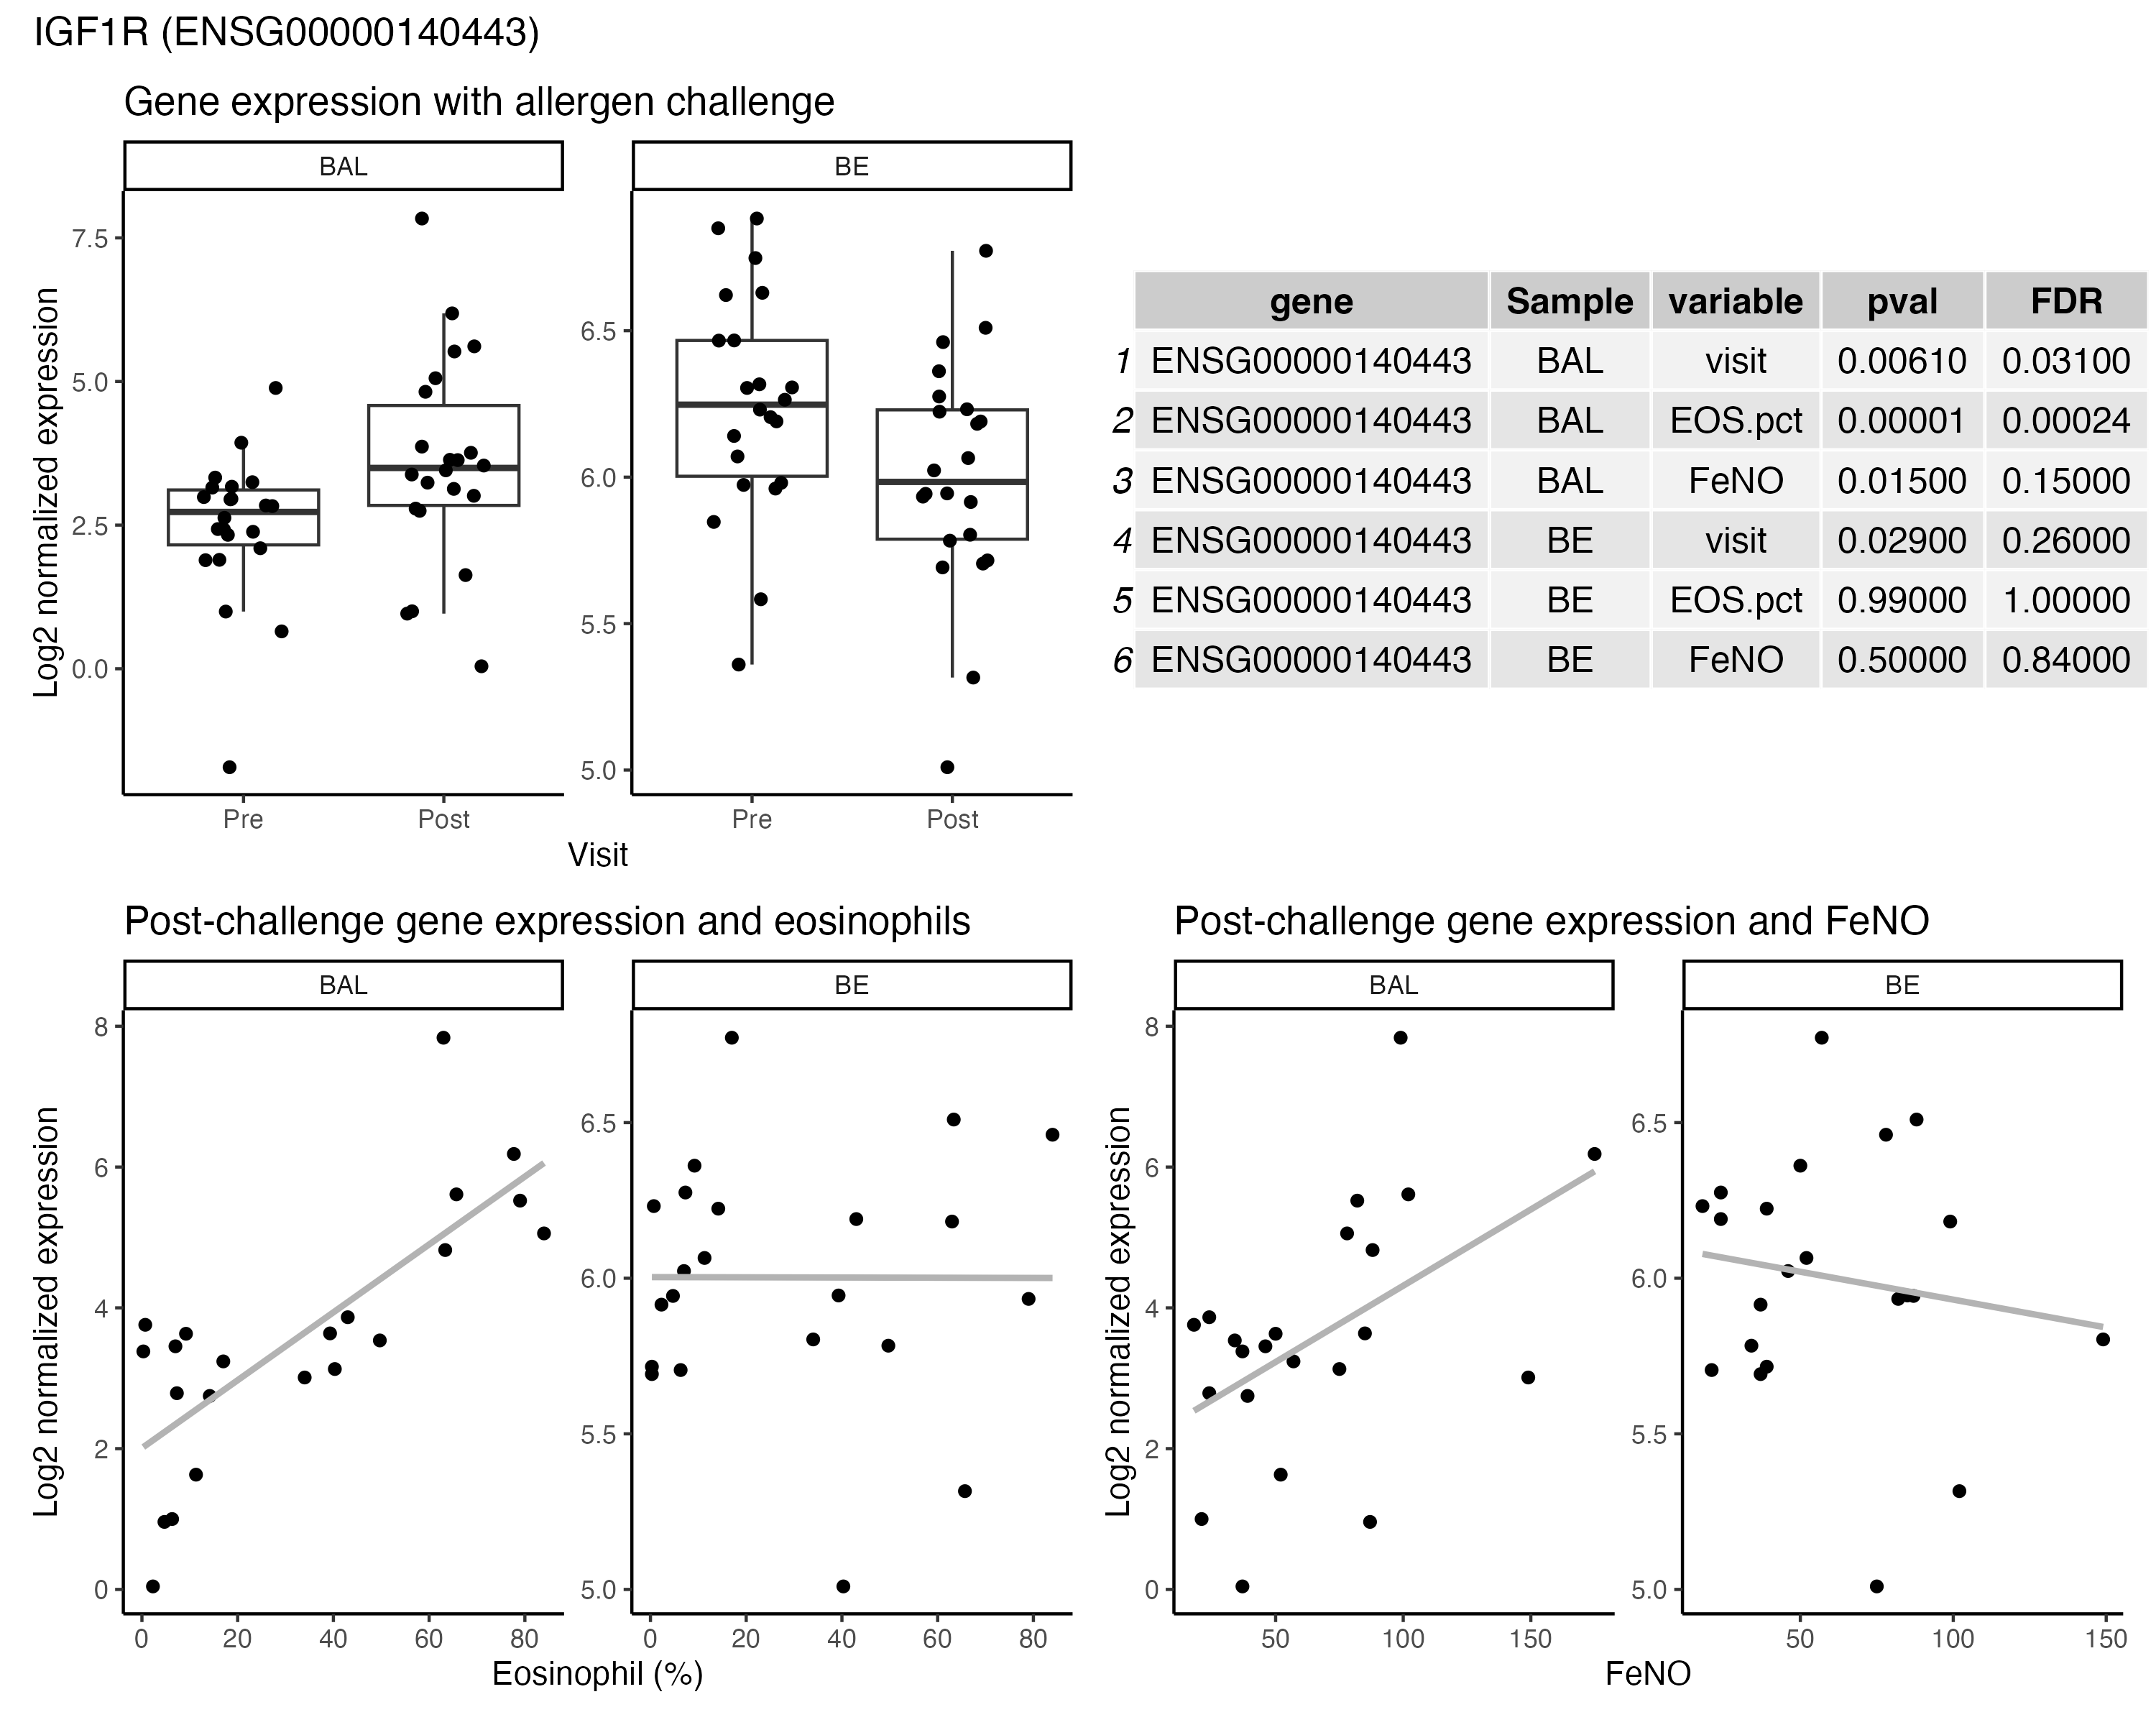 IGF1R (ENSG00000140443)
Gene expression with allergen challenge
BAL
BE
Log2 normalized expression
7.5
5.0
2.5
0.0
6.5
6.0
5.5
5.0
Pre
Post
Pre
Post
Visit
gene Sample variable pval FDR
1 ENSG00000140443 BAL visit 0.00610 0.03100
2 ENSG00000140443 BAL EOS.pct 0.00001 0.00024
3 ENSG00000140443 BAL FeNO 0.01500 0.15000
4 ENSG00000140443 BE visit 0.02900 0.26000
5 ENSG00000140443 BE EOS.pct 0.99000 1.00000
6 ENSG00000140443 BE FeNO 0.50000 0.84000
Post-challenge gene expression and eosinophils
BAL
BE
Log2 normalized expression
8
6
4
2
0
6.5
6.0
5.5
5.0
0 20 40 60 80
0 20 40 60 80
Eosinophil (%)
Post-challenge gene expression and FeNO
BAL
BE
Log2 normalized expression
8
6
4
2
0
6.5
6.0
5.5
5.0
50 100 150
50 100 150
FeNO